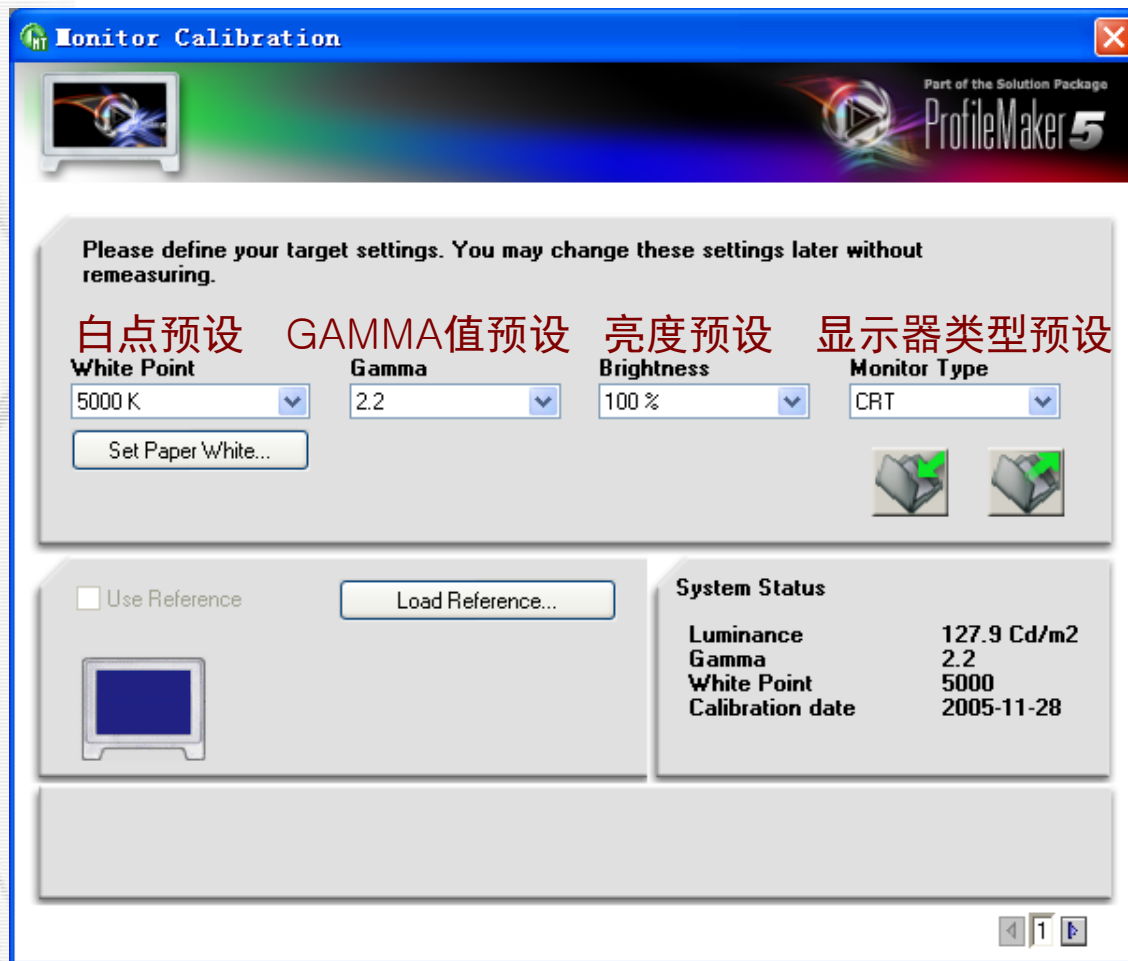 Monitor Calibration
Part of the Solution Package
ProfileMaker 5
Please define your target settings. You may change these settings later without
remeasuring.
白点预设 GAMMA值预设 亮度预设 显示器类型预设
White Point Gamma Brightness Monitor Type
5000 K 2.2 100 % CRT
Set Paper White...
Use Reference
Load Reference...
System Status
Luminance 127.9 Cd/m2
Gamma 2.2
White Point 5000
Calibration date 2005-11-28
1